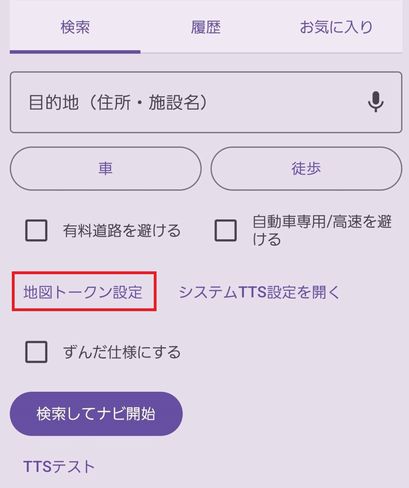 検索
履歴
お気に入り
目的地（住所・施設名）
車
徒歩
有料道路を避ける
自動車専用/高速を避
ける
地図トークン設定
システムTTS設定を開く
ずんだ仕様にする
検索してナビ開始
TTSテスト